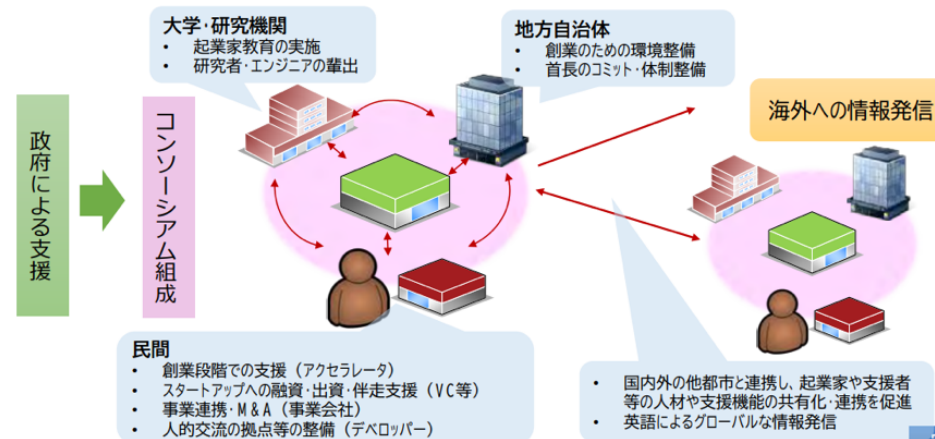 大学・研究機関
• 起業家教育の実施
• 研究者・エンジニアの輩出
地方自治体
• 創業のための環境整備
• 首長のコミット・体制整備
政府による支援
コンソーシアム組成
海外への情報発信
民間
• 創業段階での支援（アクセラレータ）
• スタートアップへの融資・出資・伴走支援（VC等）
• 事業連携・M&A（事業会社）
• 人的交流の拠点等の整備（デベロッパー）
• 国内外の他都市と連携し、起業家や支援者
等の人材や支援機能の共有化・連携を促進
• 英語によるグローバルな情報発信